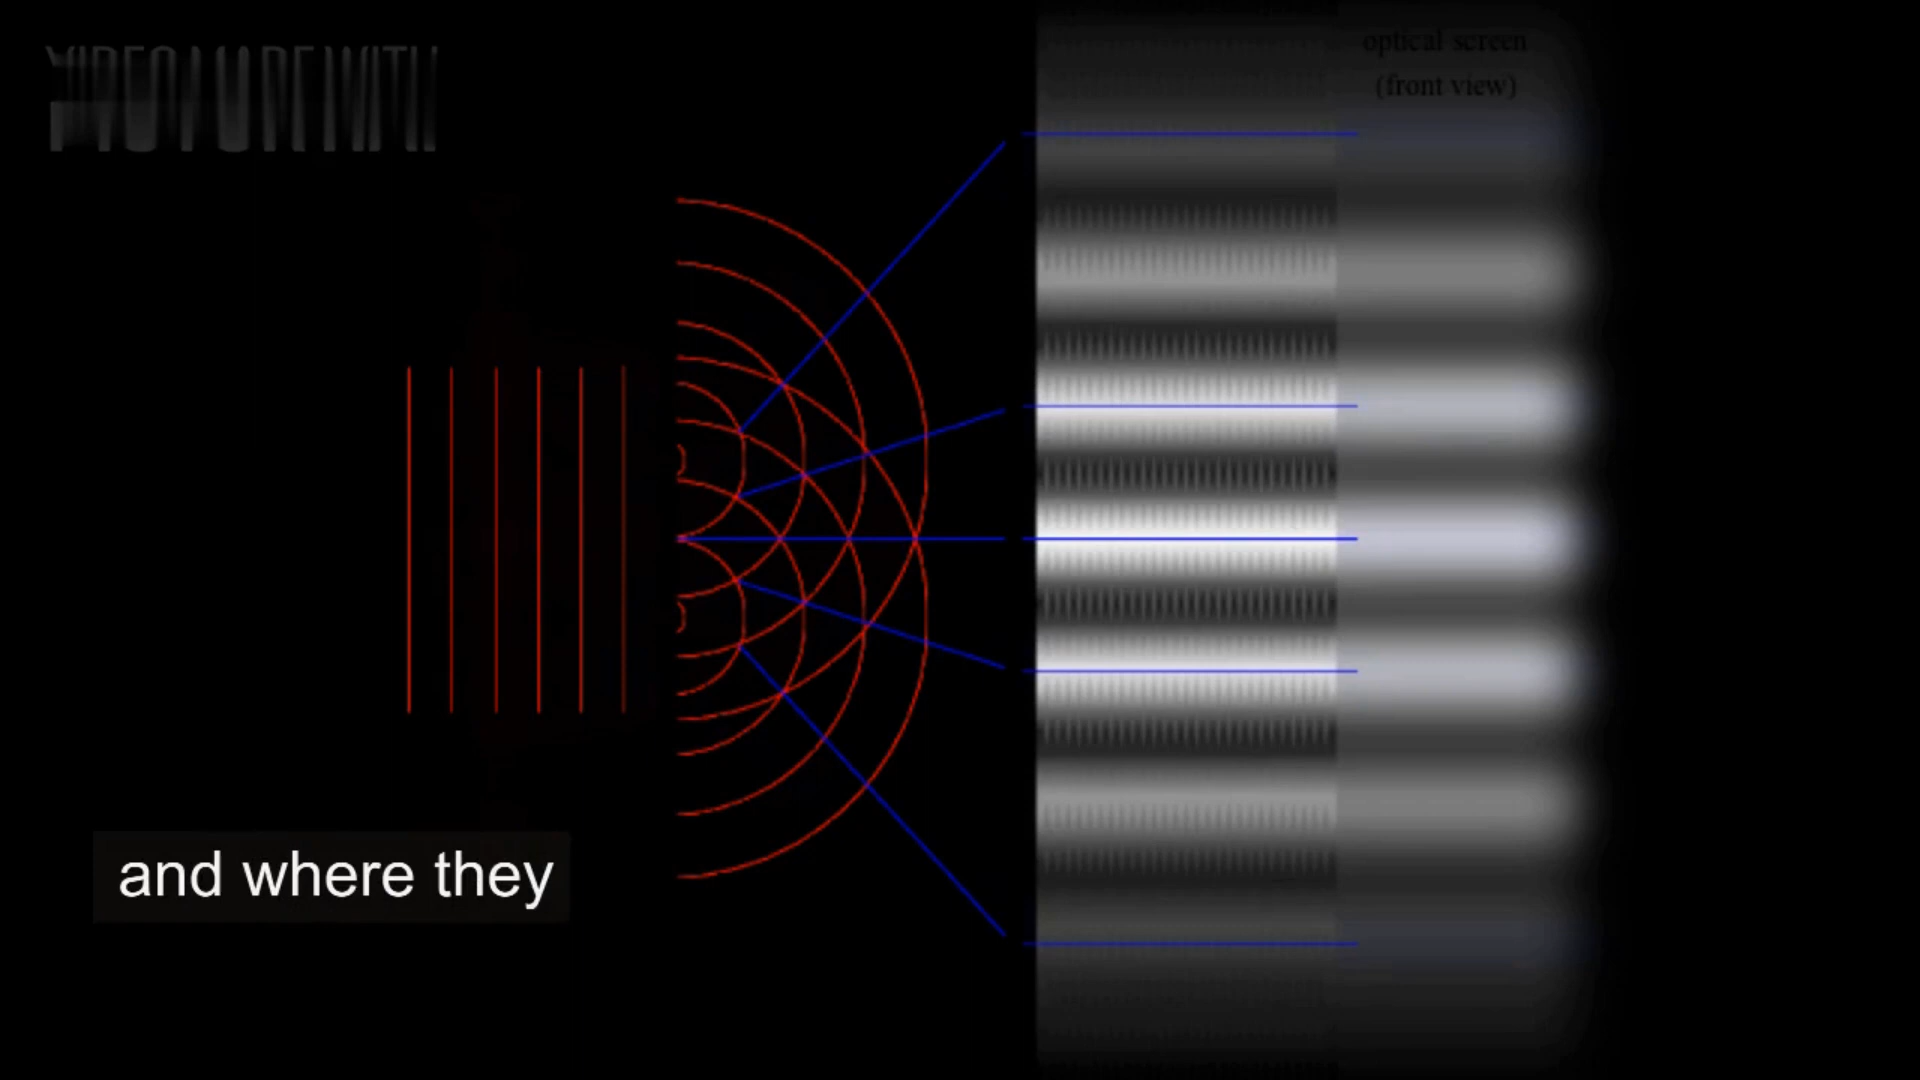 optical screen
(front view)
and where they